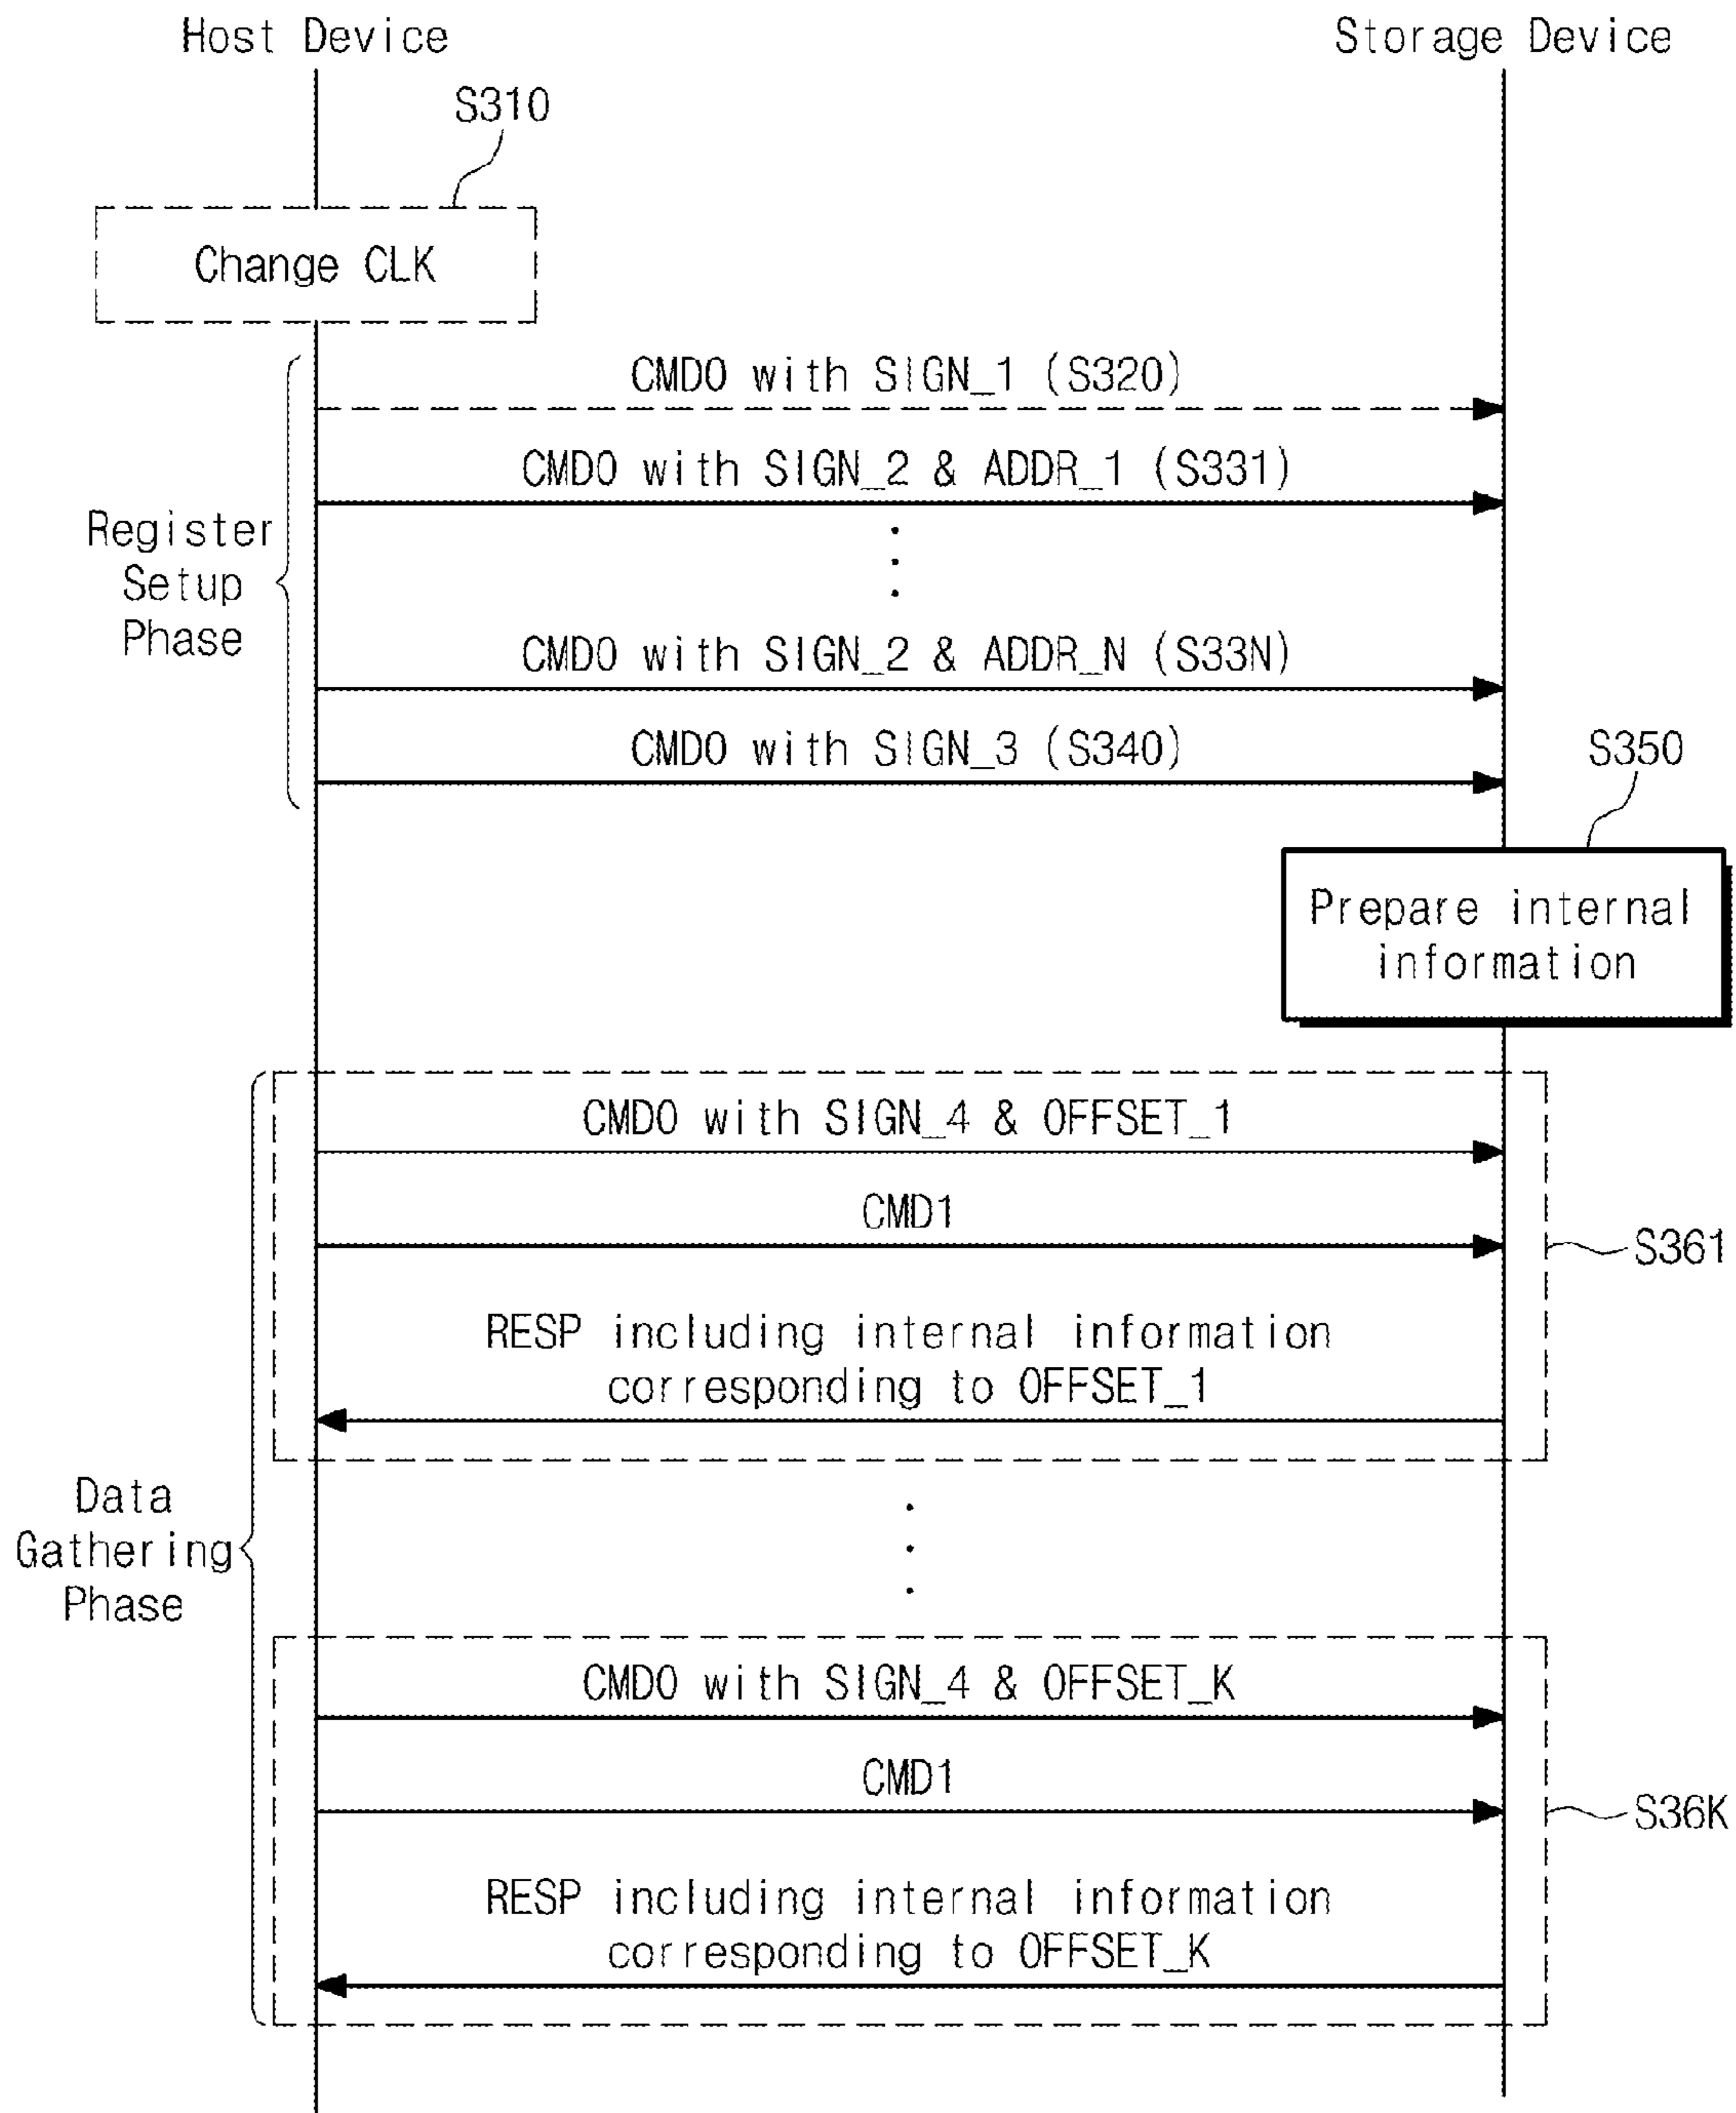 Host Device
Storage Device
S310
Change CLK
CMD0 with SIGN_1 (S320)
CMD0 with SIGN_2 & ADDR_1 (S331)
Register
Setup
Phase
CMD0 with SIGN_2 & ADDR_N (S33N)
CMD0 with SIGN_3 (S340)
S350
Prepare internal
information
CMD0 with SIGN_4 & OFFSET_1
CMD1
S361
RESP including internal information
corresponding to OFFSET_1
Data
Gathering
Phase
CMD0 with SIGN_4 & OFFSET_K
CMD1
S36K
RESP including internal information
corresponding to OFFSET_K